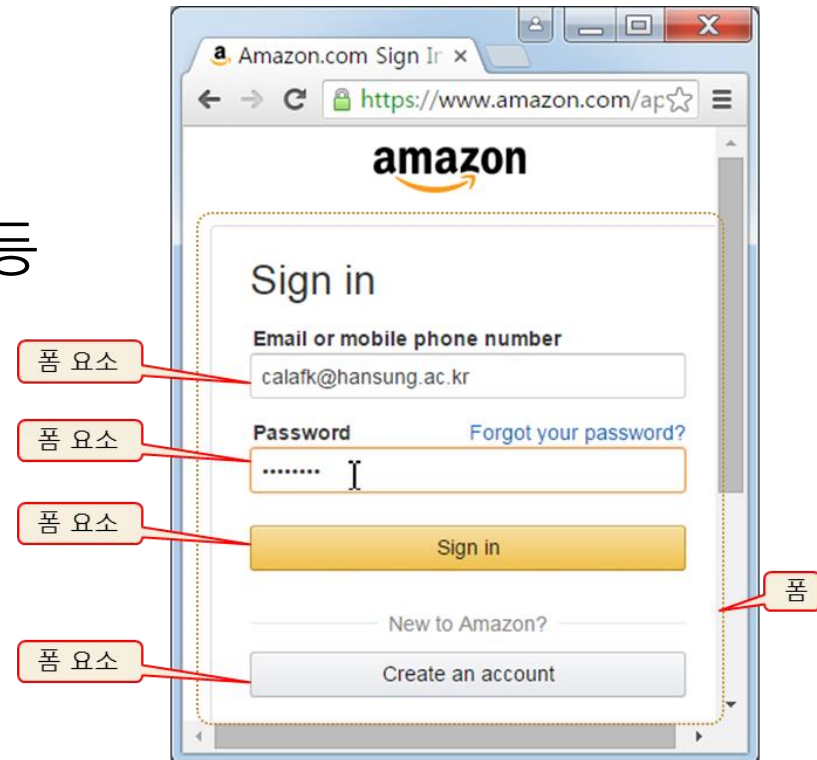 Amazon.com Sign In
https://www.amazon.com/ap
amazon
등
Sign in
Email or mobile phone number
폼 요소
calafk@hansung.ac.kr
Password Forgot your password?
폼 요소
········
폼 요소
Sign in
폼
New to Amazon?
폼 요소
Create an account